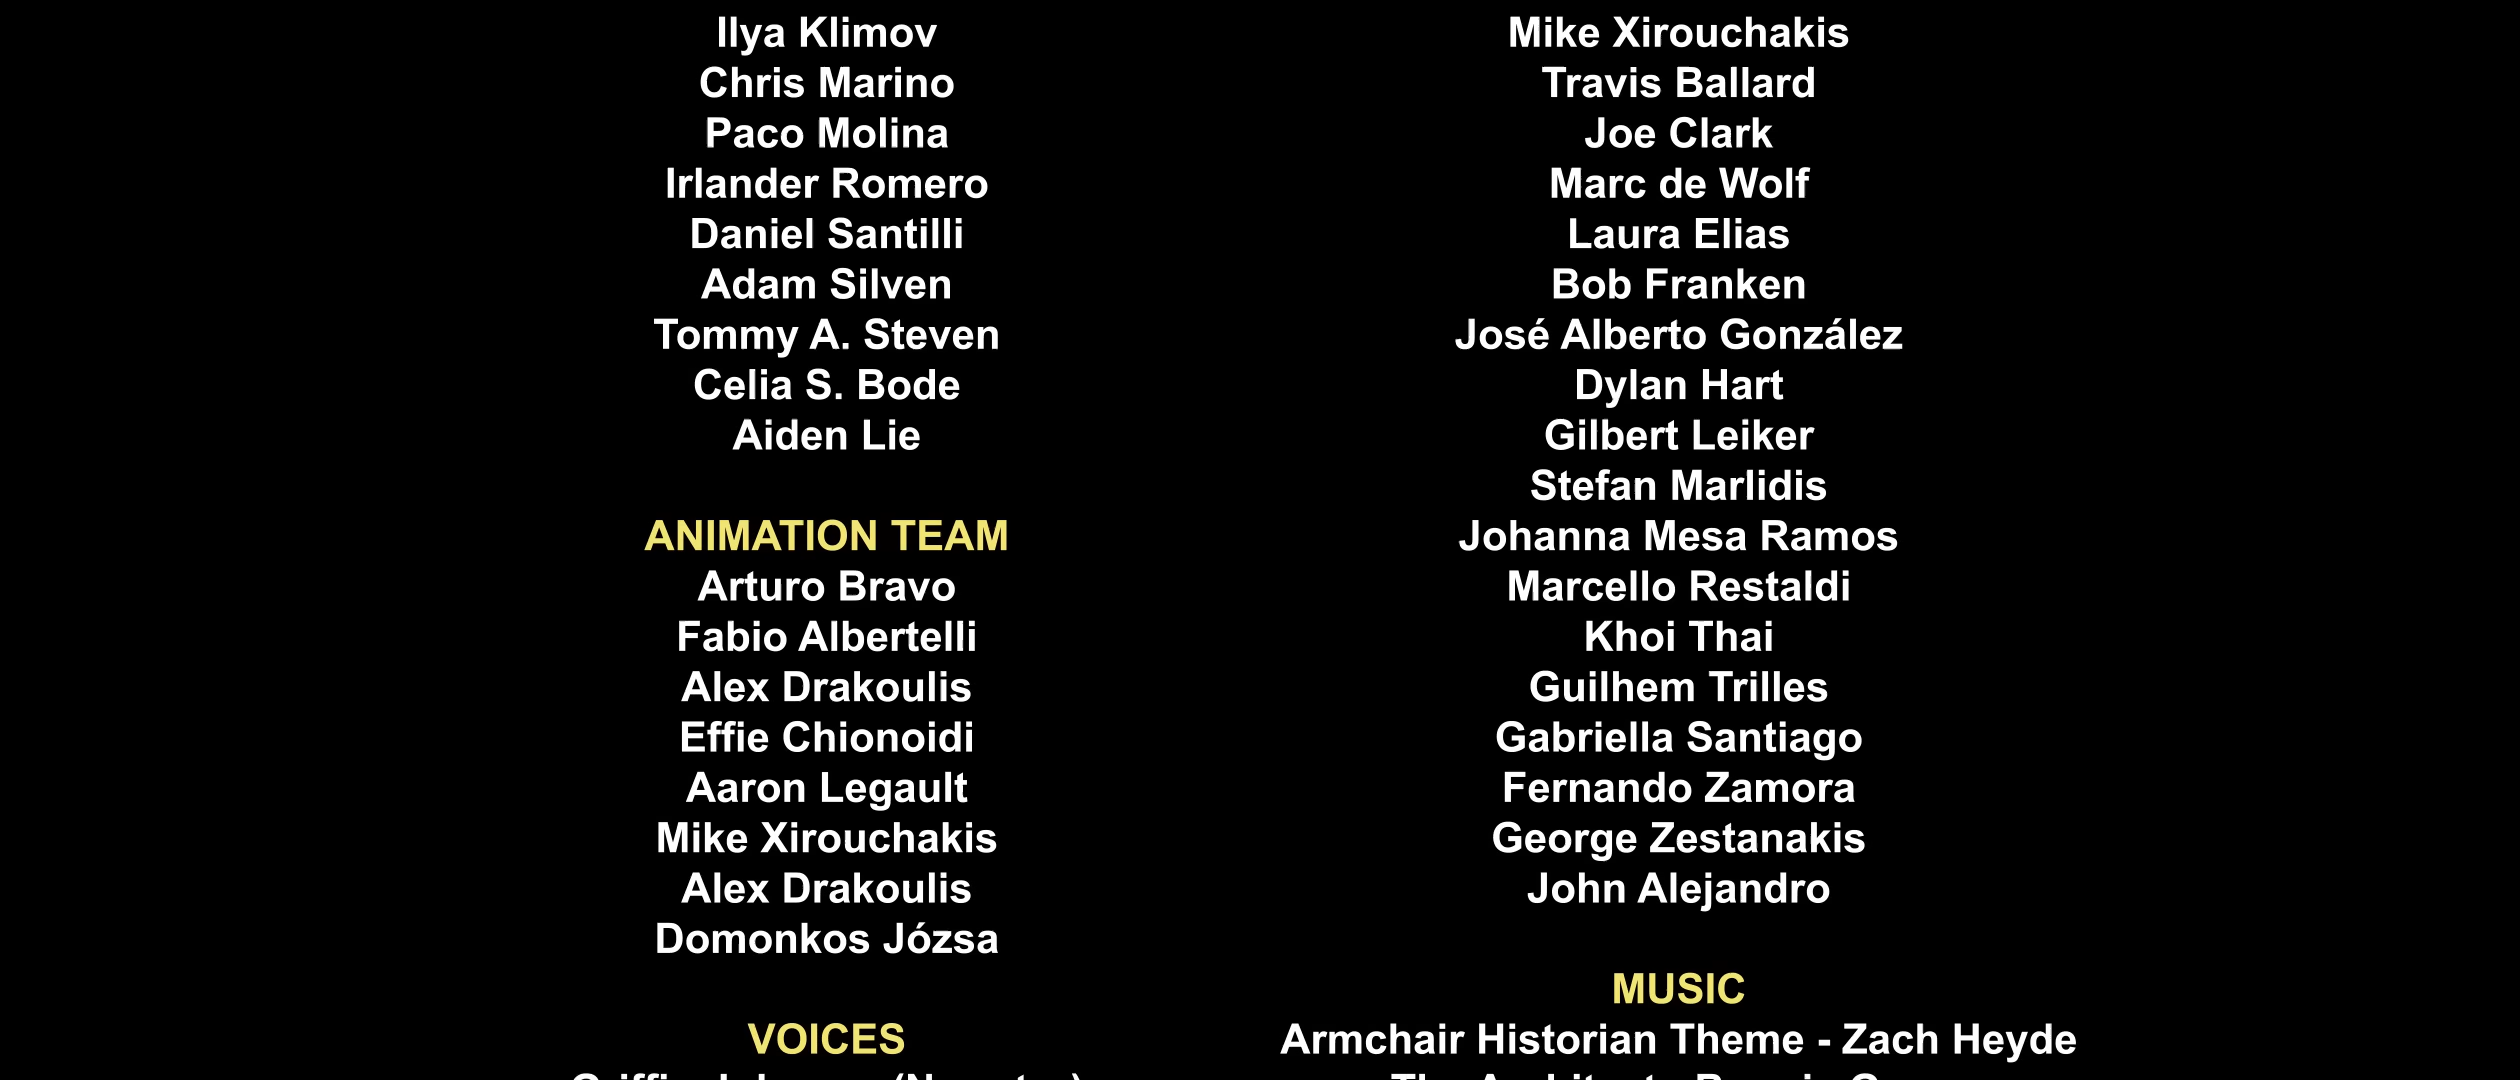 Ilya Klimov
Chris Marino
Paco Molina
Irlander Romero
Daniel Santilli
Adam Silven
Tommy A. Steven
Celia S. Bode
Aiden Lie
ANIMATION TEAM
Arturo Bravo
Fabio Albertelli
Alex Drakoulis
Effie Chionoidi
Aaron Legault
Mike Xirouchakis
Alex Drakoulis
Domonkos Józsa
VOICES
Mike Xirouchakis
Travis Ballard
Joe Clark
Marc de Wolf
Laura Elias
Bob Franken
José Alberto González
Dylan Hart
Gilbert Leiker
Stefan Marlidis
Johanna Mesa Ramos
Marcello Restaldi
Khoi Thai
Guilhem Trilles
Gabriella Santiago
Fernando Zamora
George Zestanakis
John Alejandro
MUSIC
Armchair Historian Theme - Zach Heyde